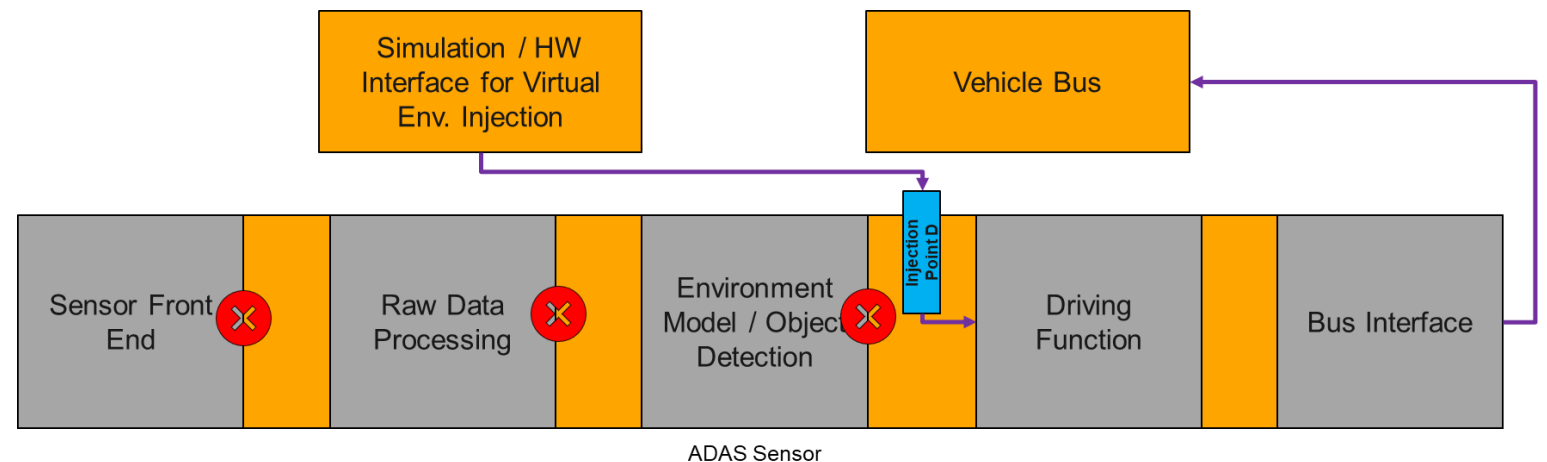 Simulation / HW
Interface for Virtual
Env. Injection
Vehicle Bus
Sensor Front
End
Raw Data
Processing
Environment
Model / Object
Detection
Injection
Point D
Driving
Function
Bus Interface
ADAS Sensor